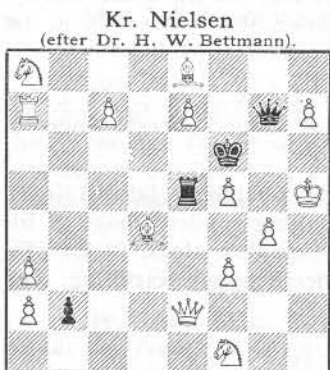 Kr. Nielsen
(efter Dr. H. W. Bettmann).